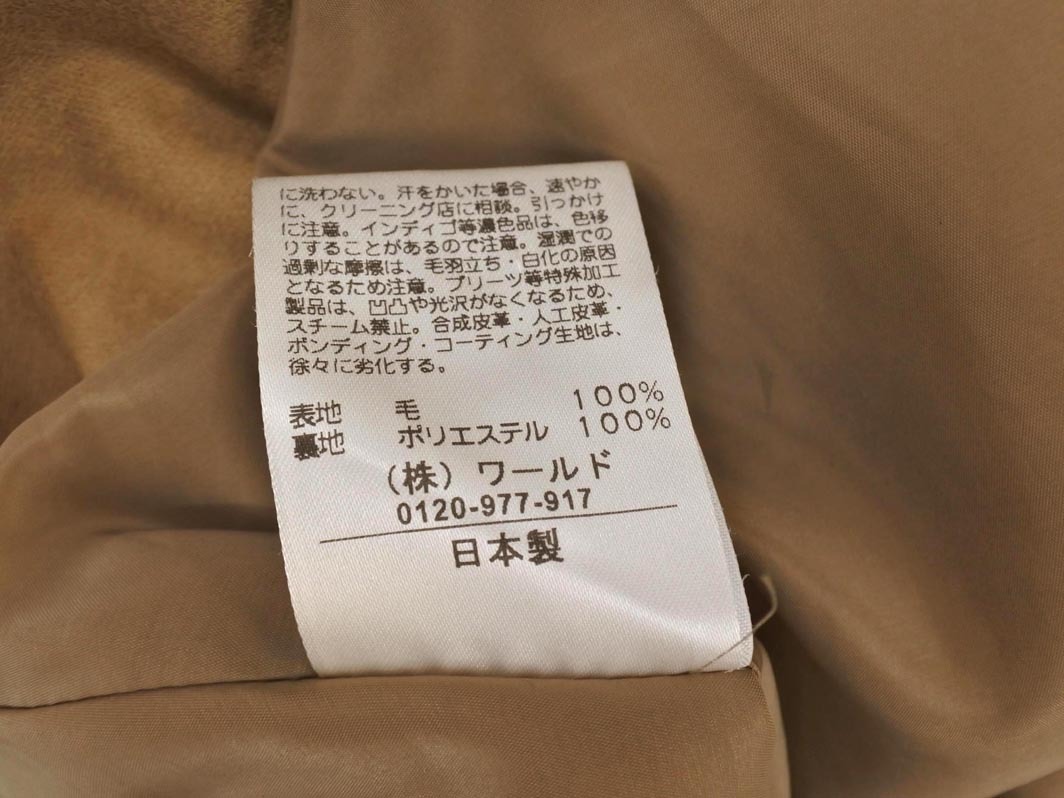 に洗わない。汗をかいた場合、速やか
に、クリーニング店に相談。引っかけ
に注意。インディゴ等濃色品は、色移
りすることがあるので注意。湿潤での
過剰な摩擦は、毛羽立ち・白化の原因
となるため注意。プリーツ等特殊加工
製品は、凹凸や光沢がなくなるため、
スチーム禁止。合成皮革・人工皮革・
ボンディング・コーティング生地は、
徐々に劣化する。
表地 毛 100%
裏地 ポリエステル 100%
(株)ワールド
0120-977-917
日本製